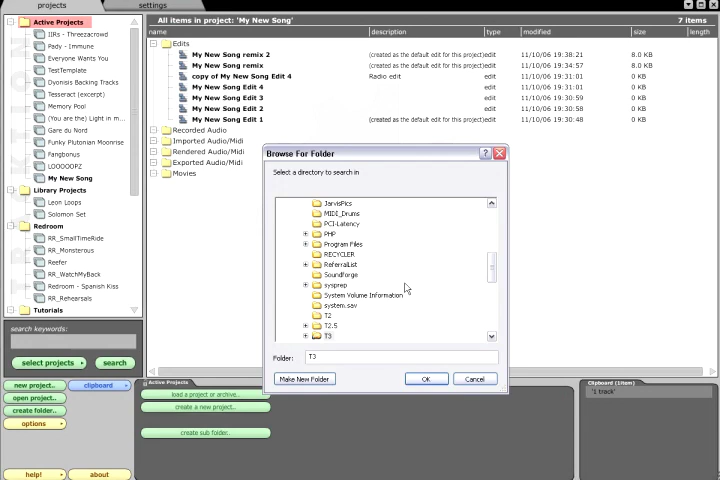 projects
settings
Active Projects
IIRs - Threezacrowd
Pady - Immune
Everyone Wants You
TestTemplate
Dyonisis Backing Tracks
Tesseract (excerpt)
Memory Pool
(You are the) Light in m...
Gare du Nord
Funky Plutonian Moonrise
Fangbonus
LOOOOOPZ
My New Song
Library Projects
Leon Loops
Solomon Set
Redroom
RR_SmallTimeRide
RR_Monsterous
Reefer
RR_WatchMyBack
Redroom - Spanish Kiss
RR_Rehearsals
Tutorials
search keywords:
select projects
search
new project..
clipboard
open project..
create folder..
options
help!
about
All items in project: 'My New Song'
7 items
name
description
type
modified
size
length
Edits
My New Song remix 2 (created as the default edit for this project) edit 11/10/06 19:38:21 8.0 KB
My New Song remix (created as the default edit for this project) edit 11/10/06 19:34:57 8.0 KB
copy of My New Song Edit 4 Radio edit edit 11/10/06 19:31:01 0 KB
My New Song Edit 4 edit 11/10/06 19:31:01 0 KB
My New Song Edit 3 edit 11/10/06 19:30:59 0 KB
My New Song Edit 2 edit 11/10/06 19:30:58 0 KB
My New Song Edit 1 (created as the default edit for this project) edit 11/10/06 19:30:48 0 KB
Recorded Audio
Imported Audio/Midi
Rendered Audio/Midi
Exported Audio/Midi
Movies
Browse For Folder
Select a directory to search in
JarvisPics
MIDI_Drums
PCI-Latency
PHP
Program Files
RECYCLER
ReferralList
Soundforge
sysprep
System Volume Information
system.sav
T2
T2.5
T3
Folder: T3
Make New Folder
OK
Cancel
Active Projects
load a project or archive..
create a new project..
create sub folder..
Clipboard (1item)
'1 track'